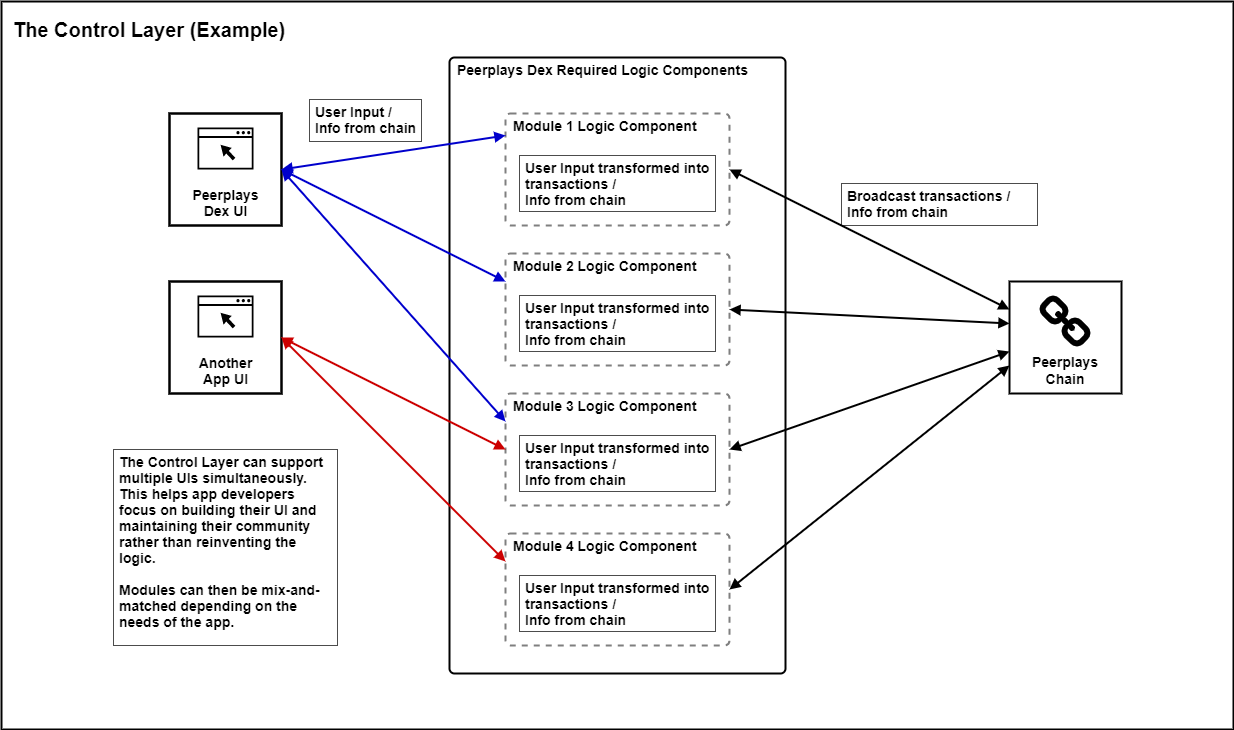 The Control Layer (Example)
Peerplays Dex Required Logic Components
User Input /
Info from chain
Peerplays
Dex UI
Another
App UI
The Control Layer can support
multiple UIs simultaneously.
This helps app developers
focus on building their UI and
maintaining their community
rather than reinventing the
logic.
Modules can then be mix-and-
matched depending on the
needs of the app.
Module 1 Logic Component
User Input transformed into
transactions /
Info from chain
Module 2 Logic Component
User Input transformed into
transactions /
Info from chain
Module 3 Logic Component
User Input transformed into
transactions /
Info from chain
Module 4 Logic Component
User Input transformed into
transactions /
Info from chain
Broadcast transactions /
Info from chain
Peerplays
Chain